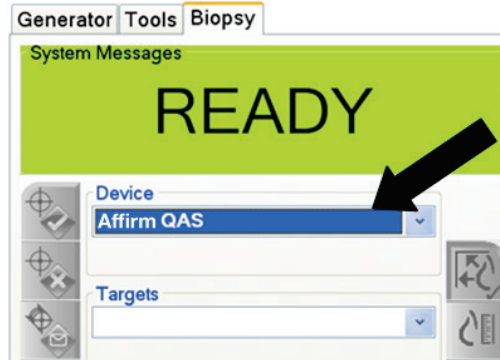 Generator Tools Biopsy
System Messages
READY
Device
Affirm QAS
Targets